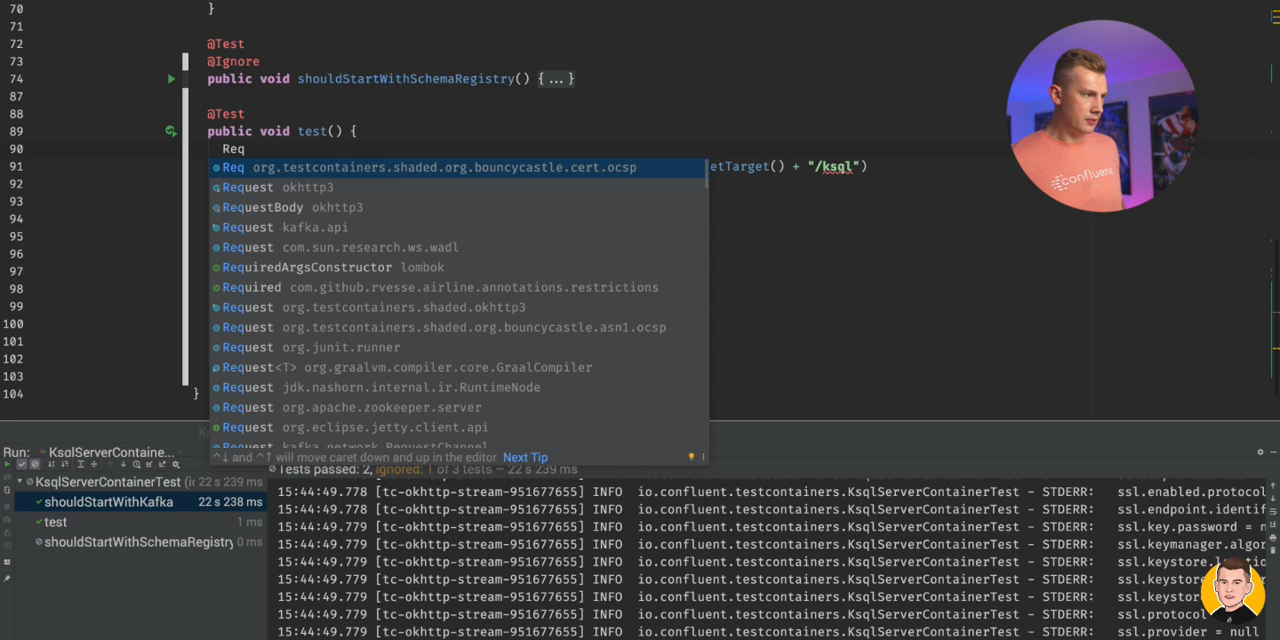 70 }
71
72 @Test
73 @Ignore
74 public void shouldStartWithSchemaRegistry() {...}
87
88 @Test
89 public void test() {
90 Req
91 etTarget() + "/ksql")
92
93
94
95
96
97
98
99
100
101
102
103
104 }
Req org.testcontainers.shaded.org.bouncycastle.cert.ocsp
Request okhttp3
RequestBody okhttp3
Request kafka.api
Request com.sun.research.ws.wadl
RequiredArgsConstructor lombok
Required com.github.rvesse.airline.annotations.restrictions
Request org.testcontainers.shaded.okhttp3
Request org.testcontainers.shaded.org.bouncycastle.asn1.ocsp
Request org.junit.runner
Request<T> org.graalvm.compiler.core.GraalCompiler
Request jdk.nashorn.internal.ir.RuntimeNode
Request org.apache.zookeeper.server
Request org.eclipse.jetty.client.api
Request kafka.network.RequestChannel
^↓ and ^↑ will move caret down and up in the editor Next Tip
confluent
Run: KsqlServerContaine...
Tests passed: 2, ignored: 1 of 3 tests – 22 s 239 ms
KsqlServerContainerTest 22 s 239 ms
shouldStartWithKafka 22 s 238 ms
test 1 ms
shouldStartWithSchemaRegistry 0 ms
15:44:49.778 [tc-okhttp-stream-951677655] INFO io.confluent.testcontainers.KsqlServerContainerTest - STDERR: ssl.enabled.protocol
15:44:49.778 [tc-okhttp-stream-951677655] INFO io.confluent.testcontainers.KsqlServerContainerTest - STDERR: ssl.endpoint.identif
15:44:49.779 [tc-okhttp-stream-951677655] INFO io.confluent.testcontainers.KsqlServerContainerTest - STDERR: ssl.key.password = n
15:44:49.779 [tc-okhttp-stream-951677655] INFO io.confluent.testcontainers.KsqlServerContainerTest - STDERR: ssl.keymanager.algor
15:44:49.779 [tc-okhttp-stream-951677655] INFO io.confluent.testcontainers.KsqlServerContainerTest - STDERR: ssl.keystore.
15:44:49.779 [tc-okhttp-stream-951677655] INFO io.confluent.testcontainers.KsqlServerContainerTest - STDERR: ssl.keystore
15:44:49.779 [tc-okhttp-stream-951677655] INFO io.confluent.testcontainers.KsqlServerContainerTest - STDERR: ssl.keystore
15:44:49.779 [tc-okhttp-stream-951677655] INFO io.confluent.testcontainers.KsqlServerContainerTest - STDERR: ssl.protoco
15:44:49.779 [tc-okhttp-stream-951677655] INFO io.confluent.testcontainers.KsqlServerContainerTest - STDERR: ssl.provider = null